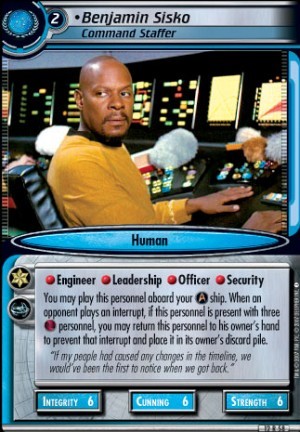 2
•Benjamin Sisko
Command Staffer
Human
Engineer Leadership Officer Security
You may play this personnel aboard your ship. When an
opponent plays an interrupt, if this personnel is present with three
personnel, you may return this personnel to his owner's hand
to prevent that interrupt and place it in its owner's discard pile.
"If my people had caused any changes in the timeline, we
would've been the first to notice when we got back."
INTEGRITY 6 CUNNING 6 STRENGTH 6